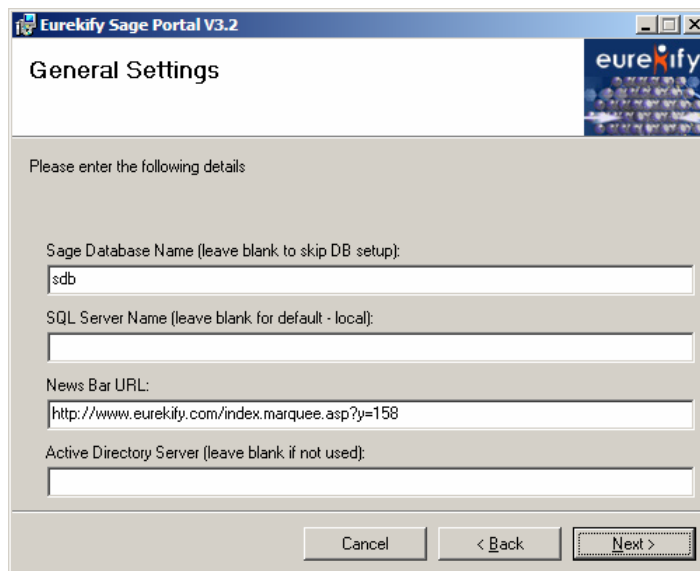 Eurekify Sage Portal V3.2
General Settings
eurekify
Please enter the following details
Sage Database Name (leave blank to skip DB setup):
sdb
SQL Server Name (leave blank for default - local):
News Bar URL:
http://www.eurekify.com/index.marquee.asp?y=158
Active Directory Server (leave blank if not used):
Cancel
< Back
Next >